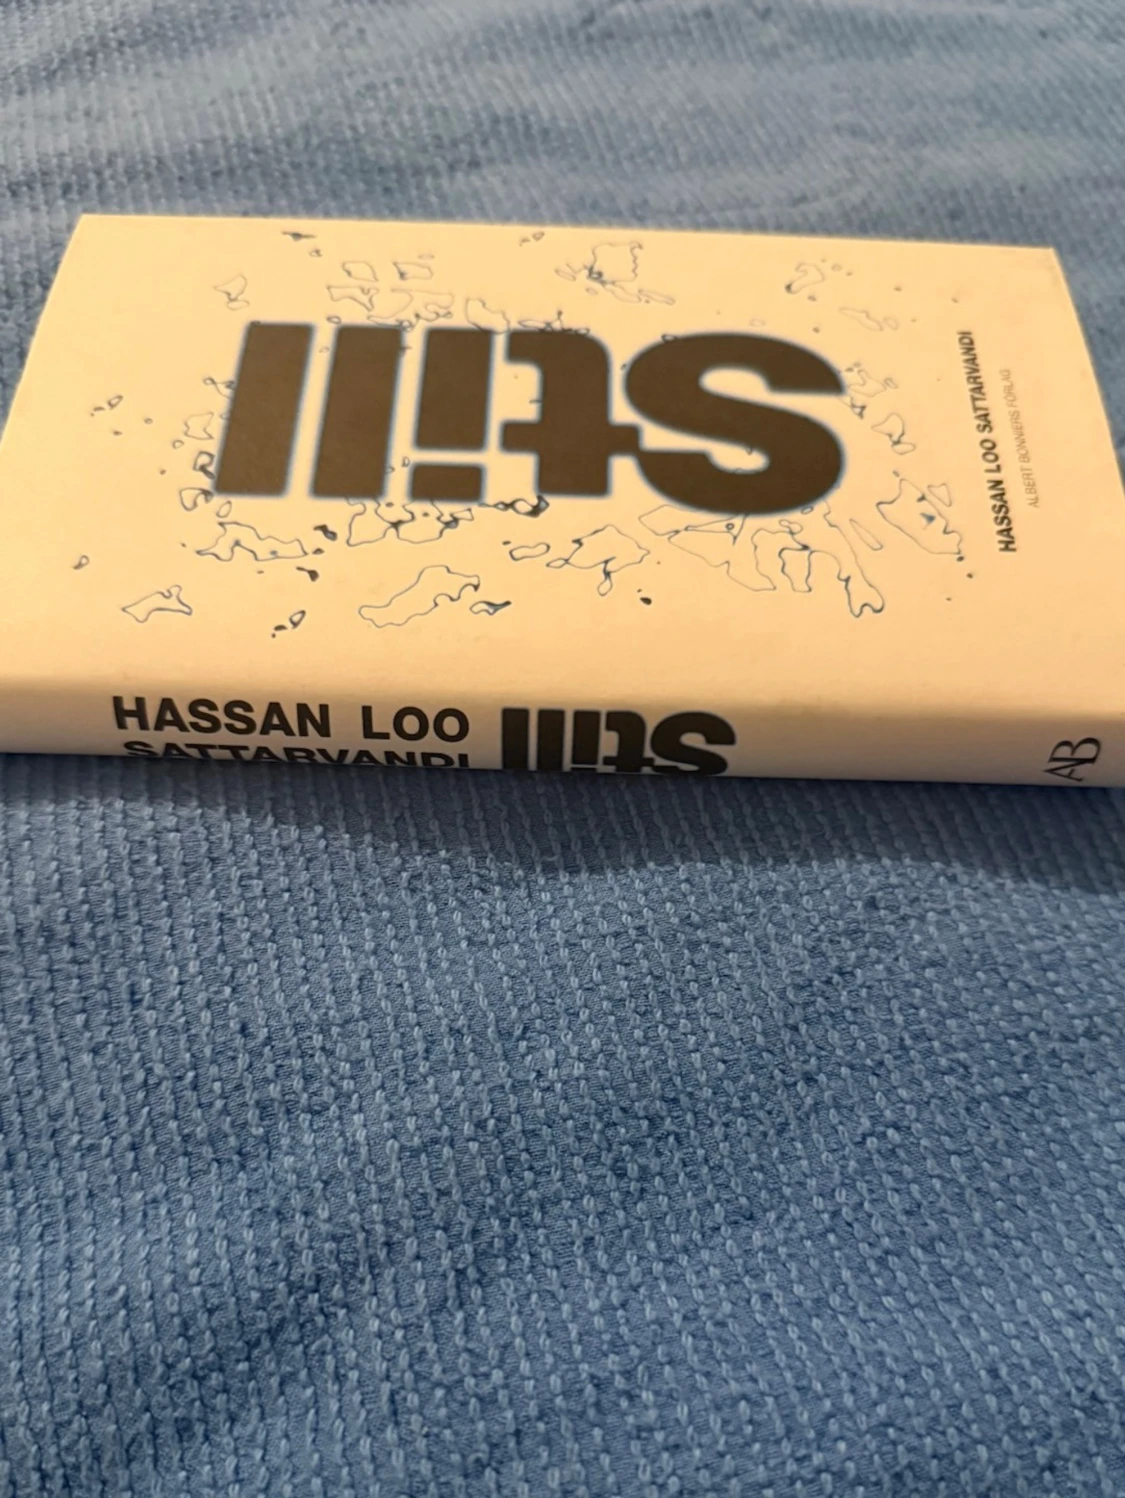 Still
HASSAN LOO SATTARVANDI
ALBERT BONNIERS FÖRLAG
HASSAN LOO
SATTARVANDI
Still
AB